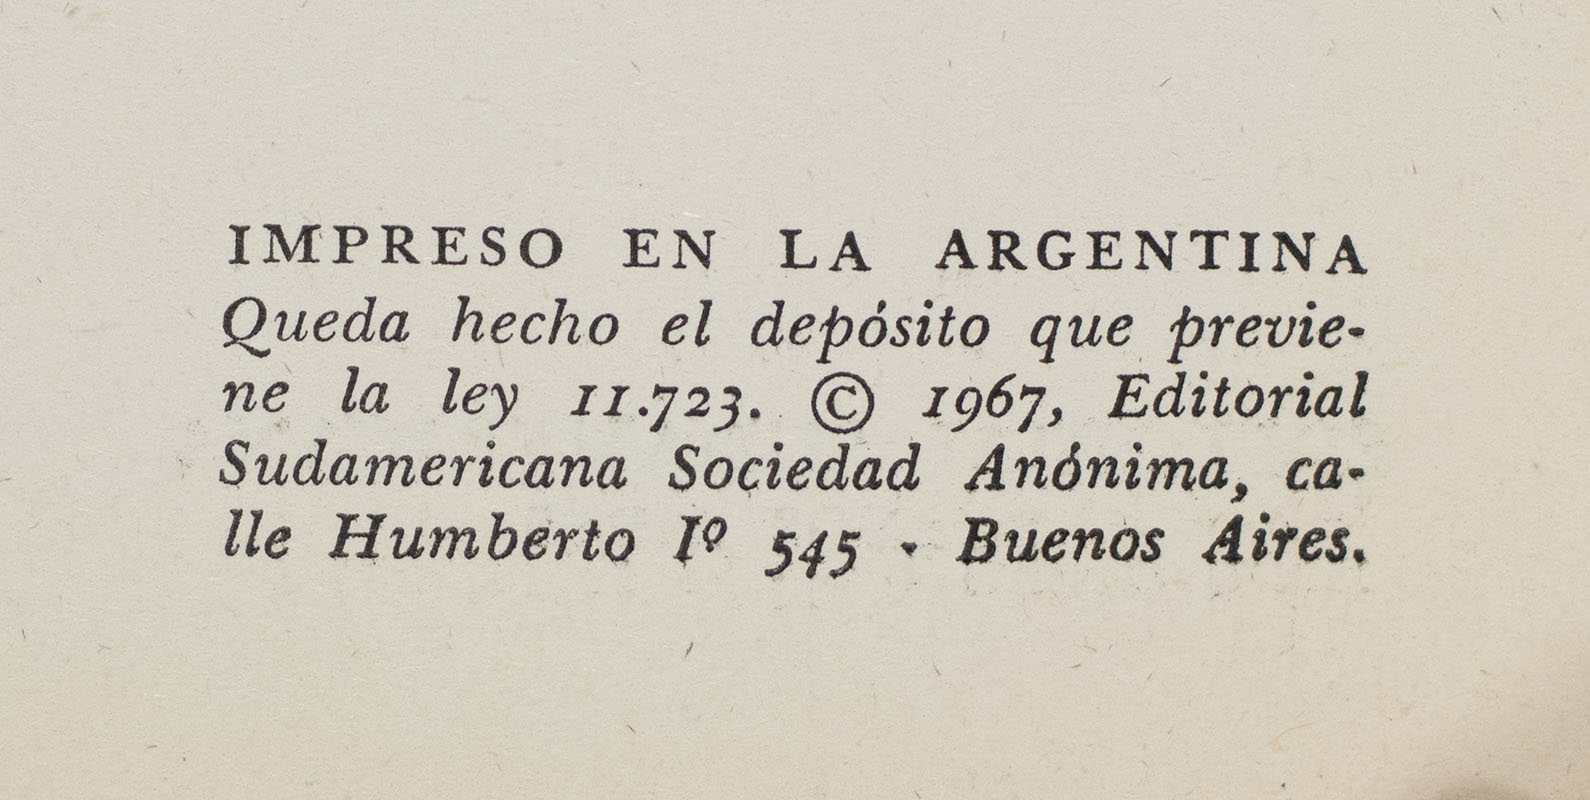 IMPRESO EN LA ARGENTINA
Queda hecho el depósito que previe-
ne la ley 11.723. © 1967, Editorial
Sudamericana Sociedad Anónima, ca-
lle Humberto Iº 545 - Buenos Aires.